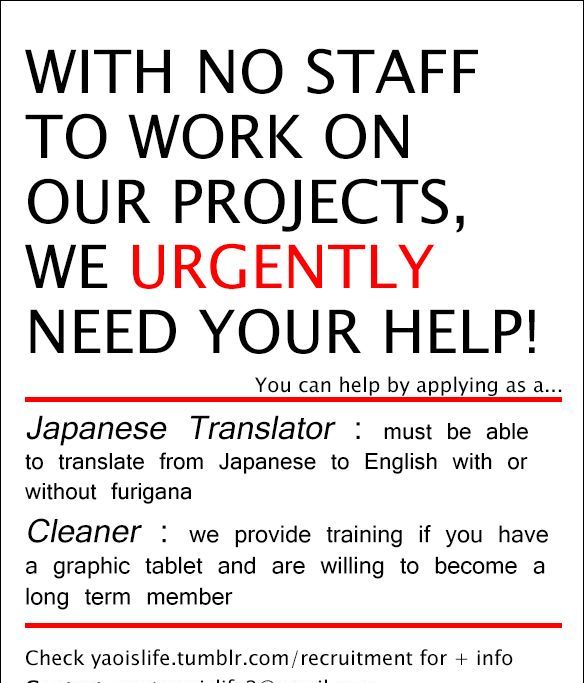 WITH NO STAFF
TO WORK ON
OUR PROJECTS,
WE URGENTLY
NEED YOUR HELP!
You can help by applying as a...
Japanese Translator : must be able
to translate from Japanese to English with or
without furigana
Cleaner : we provide training if you have
a graphic tablet and are willing to become a
long term member
Check yaoislife.tumblr.com/recruitment for + info